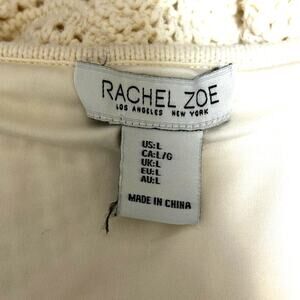 RACHEL ZOE
LOS ANGELES NEW YORK
US:L
CA:L/G
UK:L
EU:L
AU:L
MADE IN CHINA